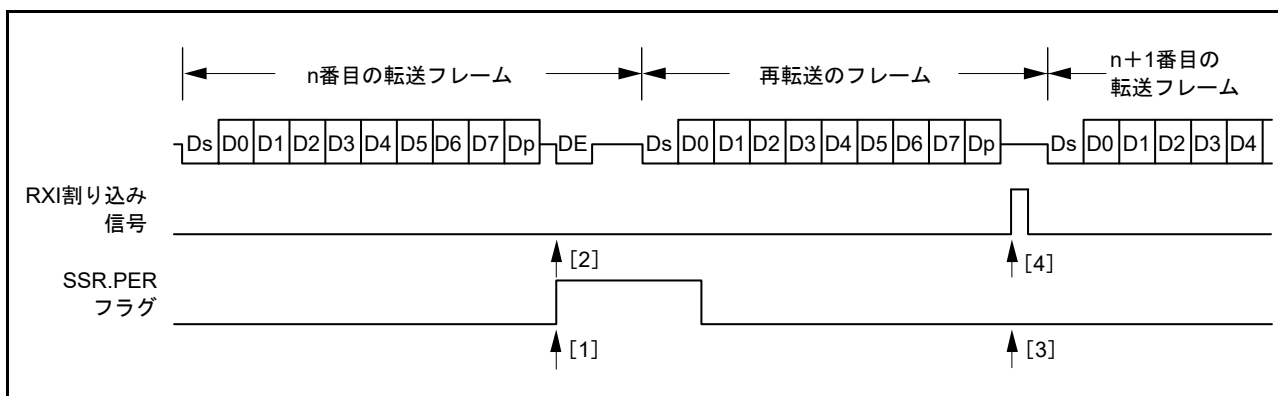 n番目の転送フレーム
再転送のフレーム
n＋1番目の
転送フレーム
Ds D0 D1 D2 D3 D4 D5 D6 D7 Dp DE Ds D0 D1 D2 D3 D4 D5 D6 D7 Dp Ds D0 D1 D2 D3 D4
RXI割り込み
信号
[2] [4]
SSR.PER
フラグ
[1] [3]